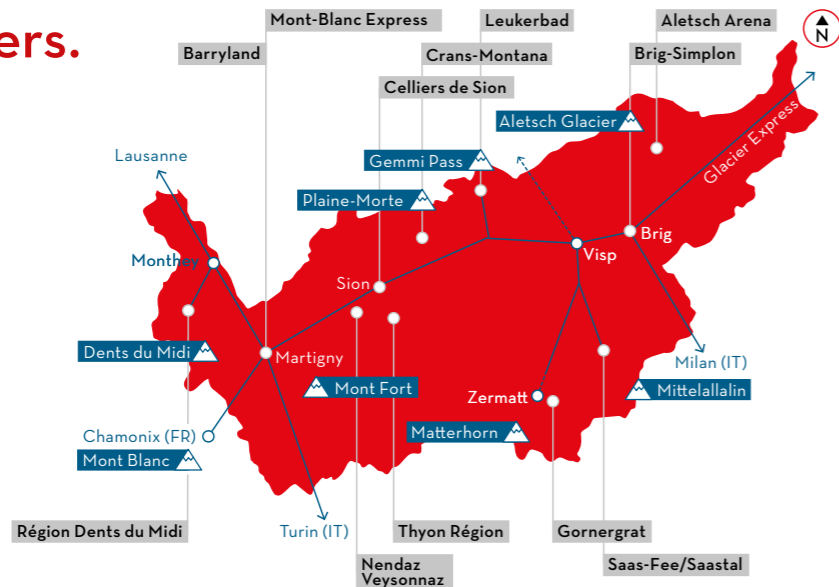 ers.
Mont-Blanc Express
Leukerbad
Aletsch Arena
N
Barryland
Crans-Montana
Brig-Simplon
Celliers de Sion
Aletsch Glacier
Lausanne
Gemmi Pass
Glacier Express
Plaine-Morte
Monthey
Brig
Visp
Sion
Dents du Midi
Martigny
Milan (IT)
Mont Fort
Zermatt
Mittelallalin
Chamonix (FR)
Matterhorn
Mont Blanc
Région Dents du Midi
Turin (IT)
Thyon Région
Gornergrat
Nendaz
Veysonnaz
Saas-Fee/Saastal